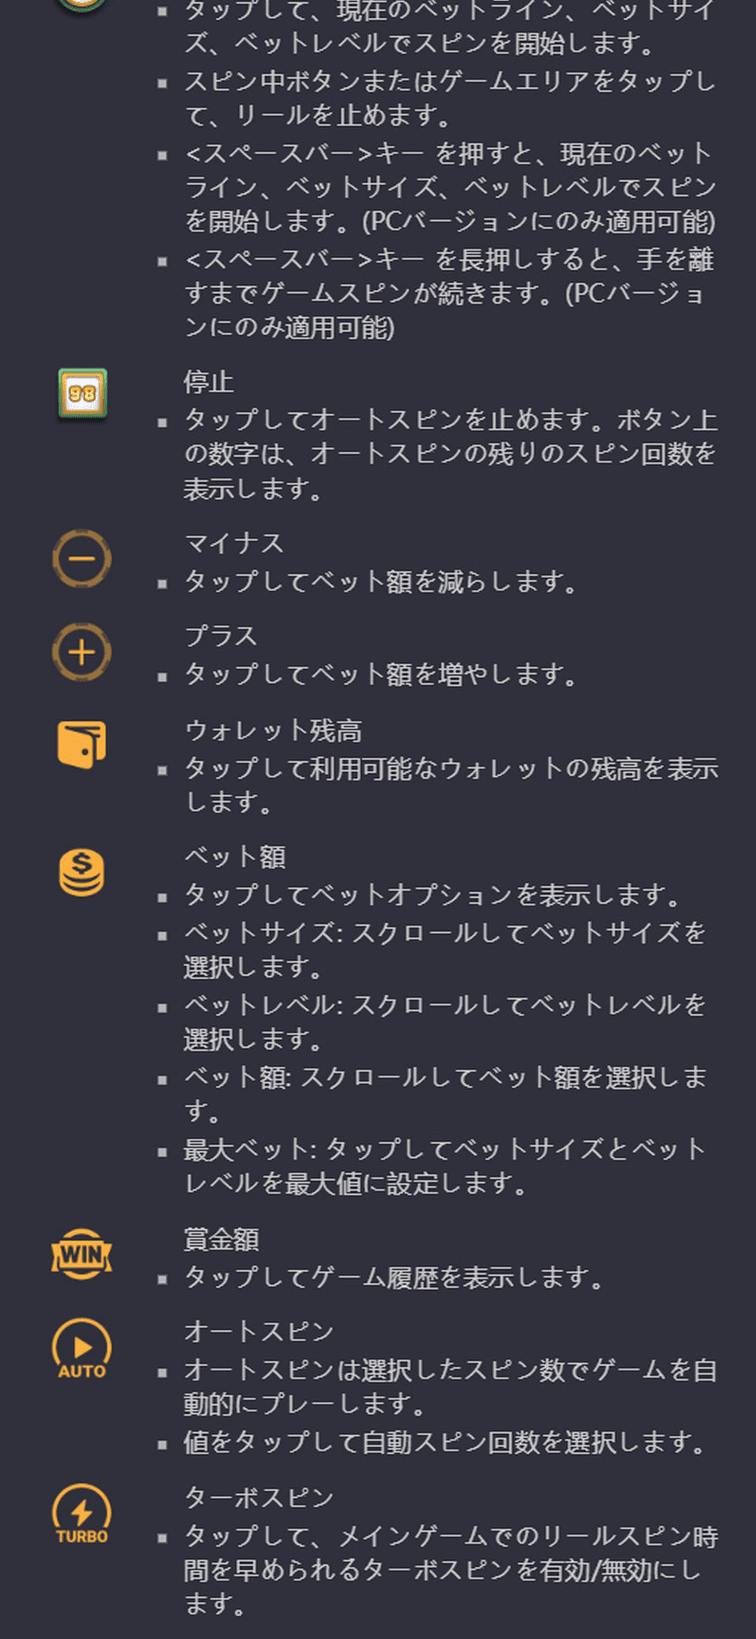 タップして、現在のベットライン、ベットサイ
ズ、ベットレベルでスピンを開始します。
スピン中ボタンまたはゲームエリアをタップし
て、リールを止めます。
<スペースバー>キー を押すと、現在のベット
ライン、ベットサイズ、ベットレベルでスピン
を開始します。(PCバージョンにのみ適用可能)
<スペースバー>キー を長押しすると、手を離
すまでゲームスピンが続きます。(PCバージョ
ンにのみ適用可能)
98
停止
タップしてオートスピンを止めます。ボタン上
の数字は、オートスピンの残りのスピン回数を
表示します。
マイナス
タップしてベット額を減らします。
プラス
タップしてベット額を増やします。
ウォレット残高
タップして利用可能なウォレットの残高を表示
します。
$
ベット額
タップしてベットオプションを表示します。
ベットサイズ: スクロールしてベットサイズを
選択します。
ベットレベル: スクロールしてベットレベルを
選択します。
ベット額: スクロールしてベット額を選択しま
す。
最大ベット: タップしてベットサイズとベット
レベルを最大値に設定します。
WIN
賞金額
タップしてゲーム履歴を表示します。
AUTO
オートスピン
オートスピンは選択したスピン数でゲームを自
動的にプレーします。
値をタップして自動スピン回数を選択します。
TURBO
ターボスピン
タップして、メインゲームでのリールスピン時
間を早められるターボスピンを有効/無効にし
ます。